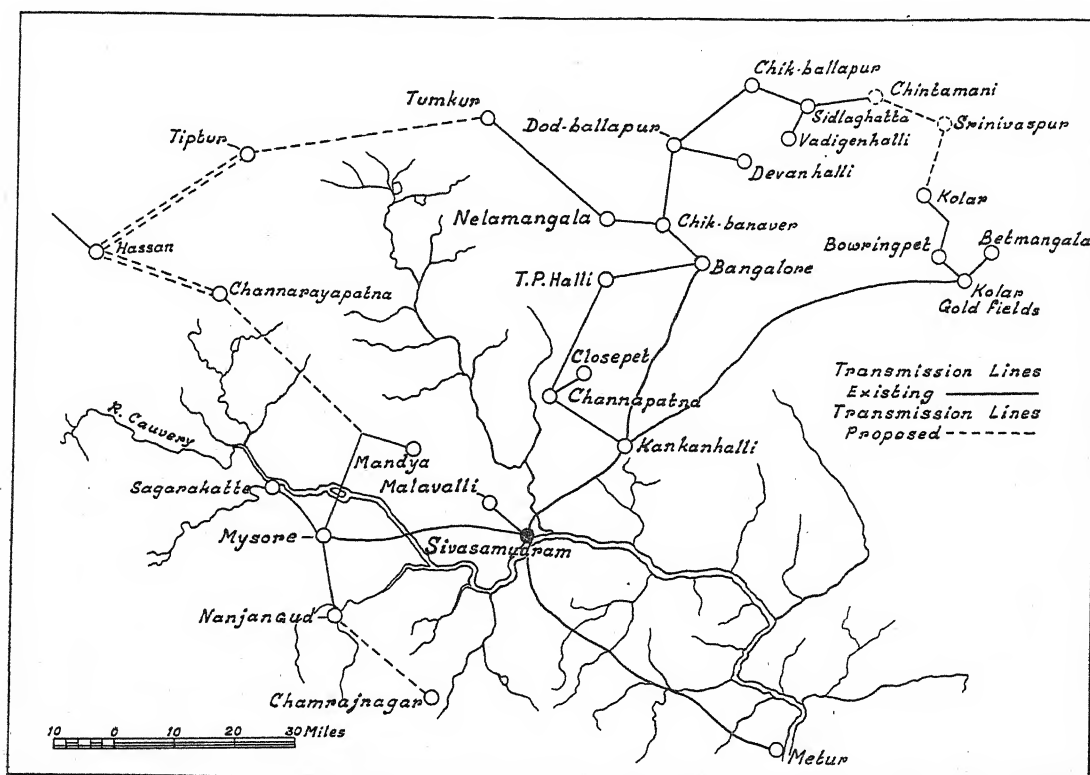 Chik-ballapur
Chintamani
Tumkur
Sidlaghatta
Dod-ballapur
Srinivaspur
Vadigenhalli
Tiptur
Devanhalli
Kolar
Nelamangala
Chik-banaver
Hassan
Bowringpet
Betmangala
Bangalore
T.P. Halli
Channarayapatna
Kolar
Gold fields
Closepet
Transmission Lines
Existing
Channapatna
Transmission Lines
Proposed
R. Cauvery
Kankanhalli
Mandya
Malavalli
Sagarakatte
Mysore
Sivasamudram
Nanjangud
Chamrajnagar
10 0 10 20 30 Miles
Metur